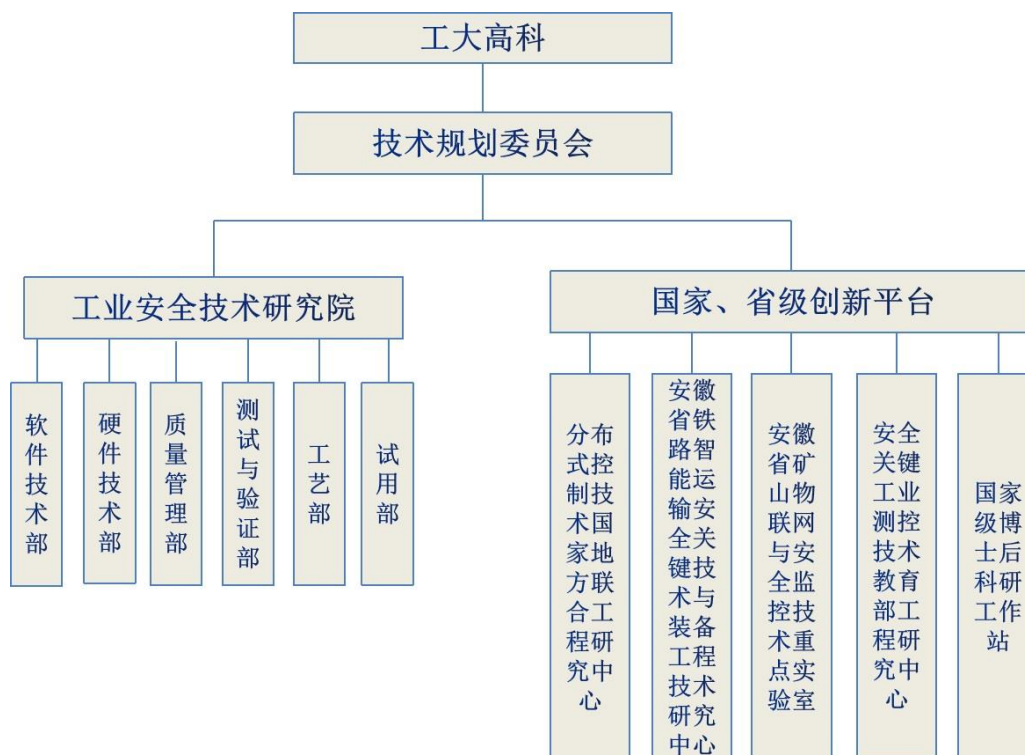 工大高科
技术规划委员会
工业安全技术研究院
国家、省级创新平台
软件技术部
硬件技术部
质量管理部
测试与验证部
工艺部
试用部
分布式控制技术国家地方联合工程研究中心
安徽省铁路智能运输安全关键技术与装备工程技术研究中心
安徽省矿山物联网与安全监控技术重点实验室
安全关键工业测控技术教育部工程研究中心
国家级博士后科研工作站